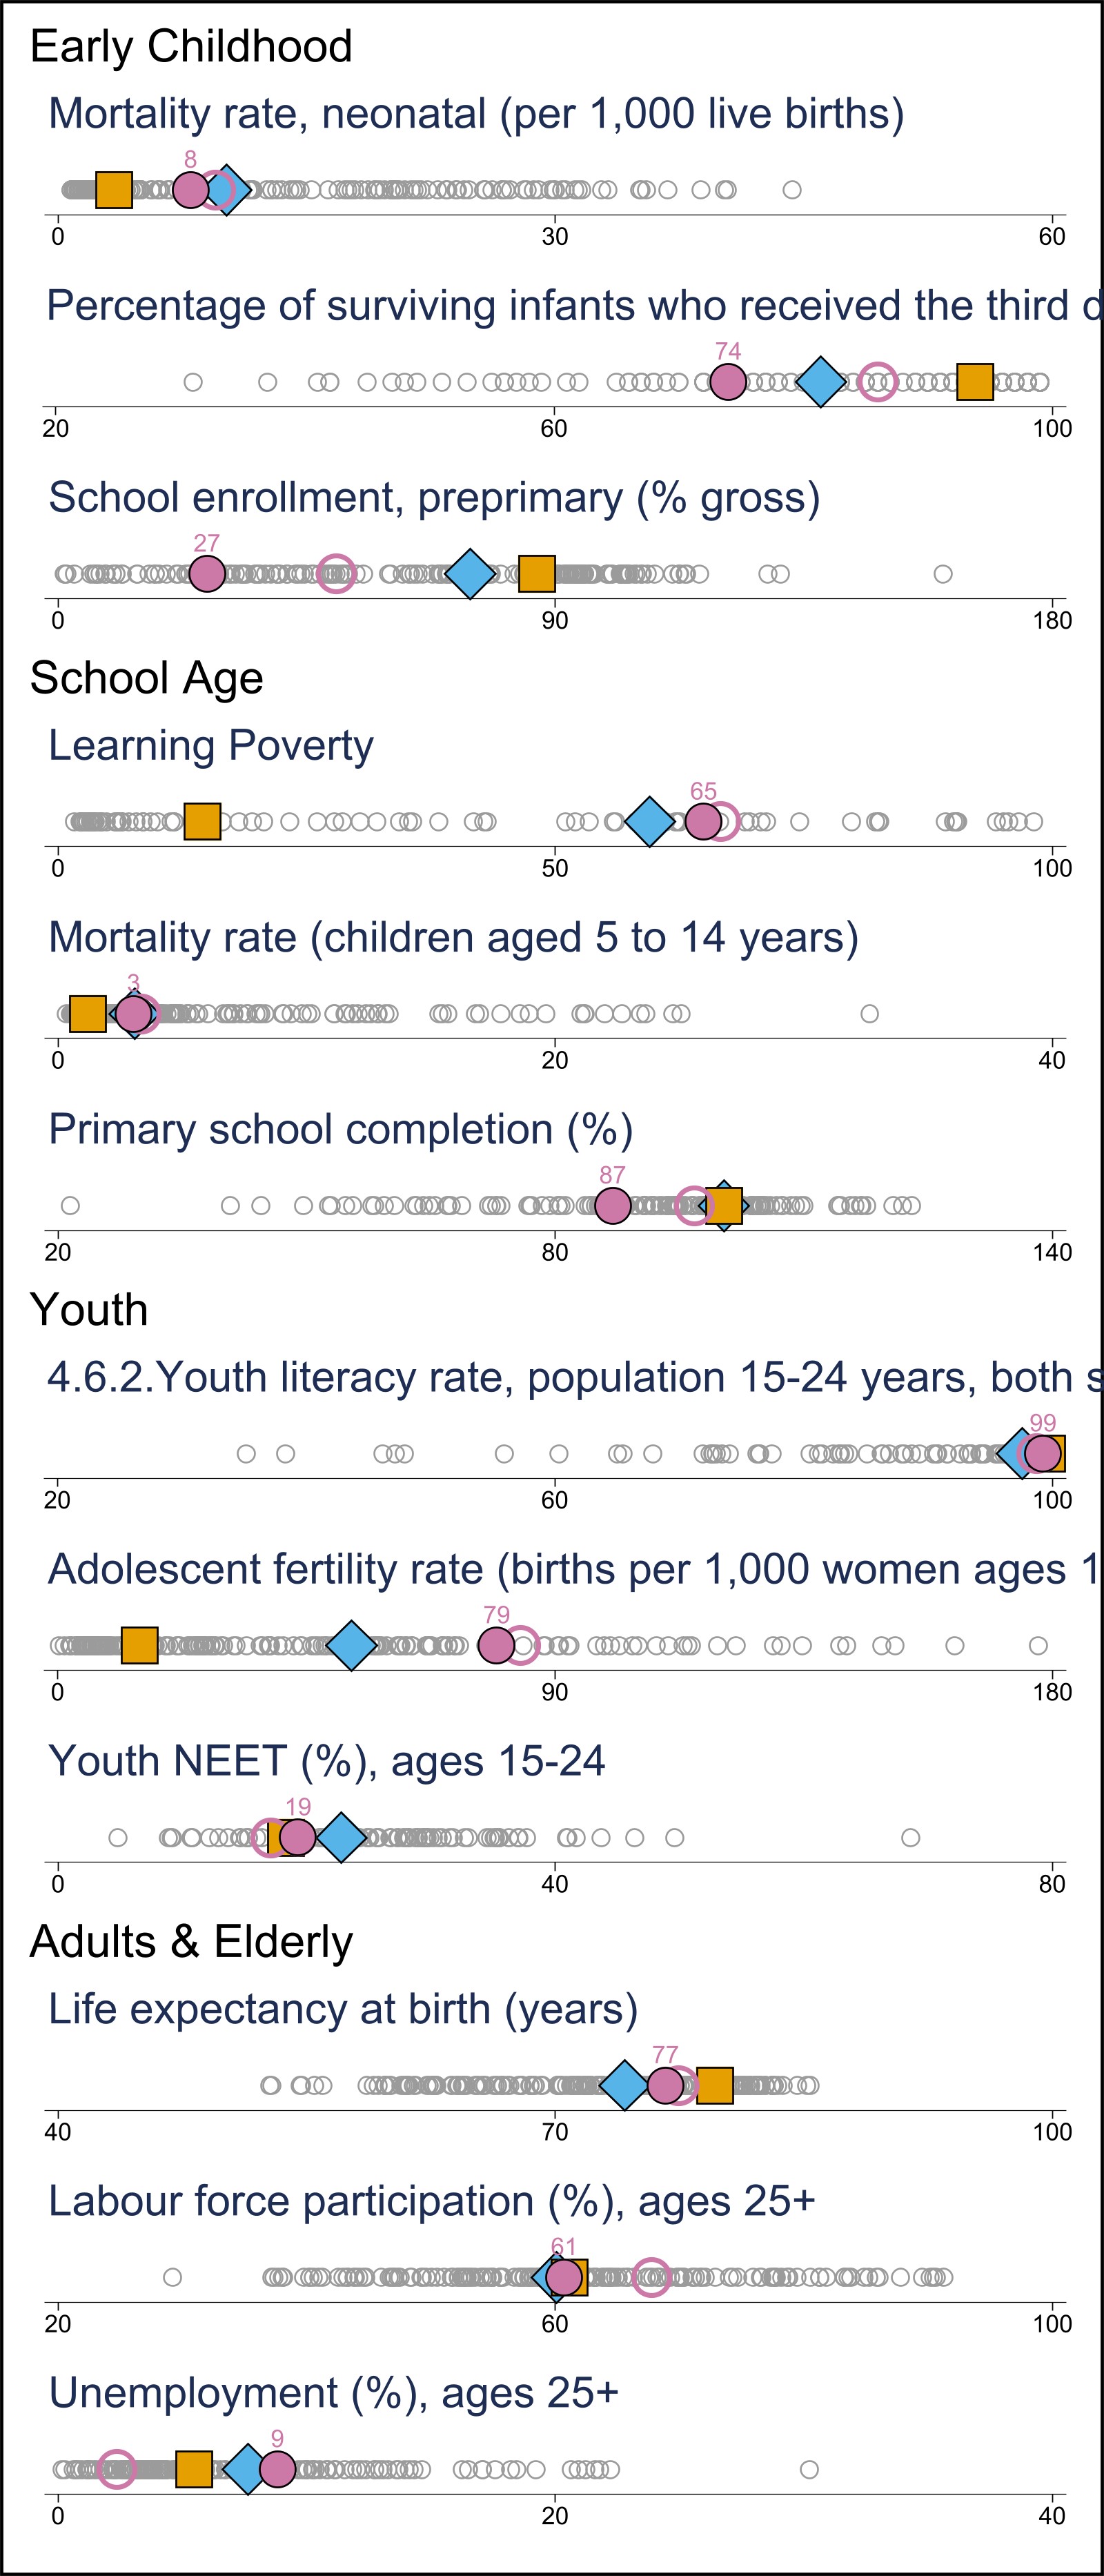 Early Childhood
Mortality rate, neonatal (per 1,000 live births)
8
0 30 60
Percentage of surviving infants who received the third d
74
20 60 100
School enrollment, preprimary (% gross)
27
0 90 180
School Age
Learning Poverty
65
0 50 100
Mortality rate (children aged 5 to 14 years)
3
0 20 40
Primary school completion (%)
87
20 80 140
Youth
4.6.2.Youth literacy rate, population 15-24 years, both s
99
20 60 100
Adolescent fertility rate (births per 1,000 women ages 1
79
0 90 180
Youth NEET (%), ages 15-24
19
0 40 80
Adults & Elderly
Life expectancy at birth (years)
77
40 70 100
Labour force participation (%), ages 25+
61
20 60 100
Unemployment (%), ages 25+
9
0 20 40